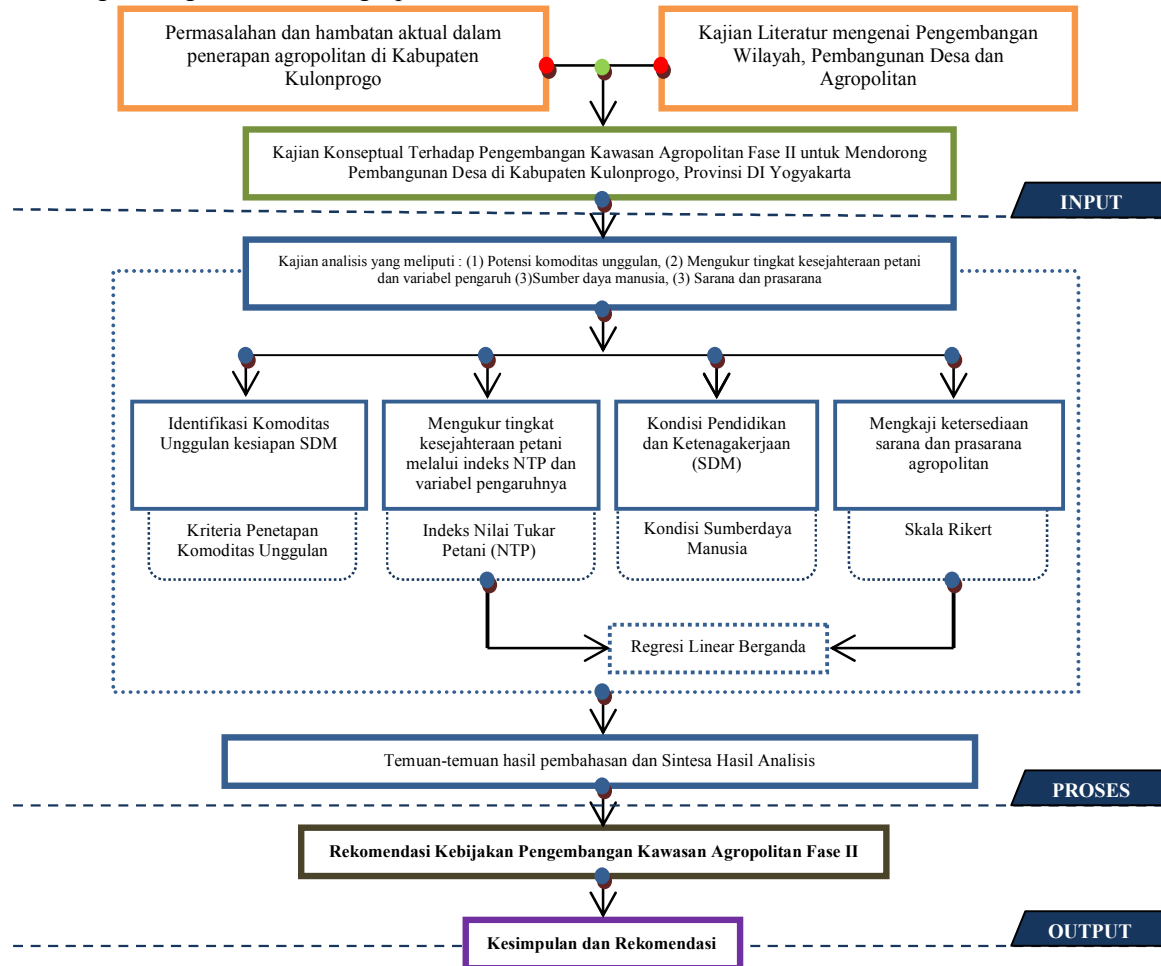 Permasalahan dan hambatan aktual dalam
penerapan agropolitan di Kabupaten
Kulonprogo
Kajian Literatur mengenai Pengembangan
Wilayah, Pembangunan Desa dan
Agropolitan
Kajian Konseptual Terhadap Pengembangan Kawasan Agropolitan Fase II untuk Mendorong
Pembangunan Desa di Kabupaten Kulonprogo, Provinsi DI Yogyakarta
INPUT
Kajian analisis yang meliputi : (1) Potensi komoditas unggulan, (2) Mengukur tingkat kesejahteraan petani
dan variabel pengaruh (3)Sumber daya manusia, (3) Sarana dan prasarana
Identifikasi Komoditas
Unggulan kesiapan SDM
Kriteria Penetapan
Komoditas Unggulan
Mengukur tingkat
kesejahteraan petani
melalui indeks NTP dan
variabel pengaruhnya
Indeks Nilai Tukar
Petani (NTP)
Kondisi Pendidikan
dan Ketenagakerjaan
(SDM)
Kondisi Sumberdaya
Manusia
Mengkaji ketersediaan
sarana dan prasarana
agropolitan
Skala Rikert
Regresi Linear Berganda
Temuan-temuan hasil pembahasan dan Sintesa Hasil Analisis
PROSES
Rekomendasi Kebijakan Pengembangan Kawasan Agropolitan Fase II
Kesimpulan dan Rekomendasi
OUTPUT